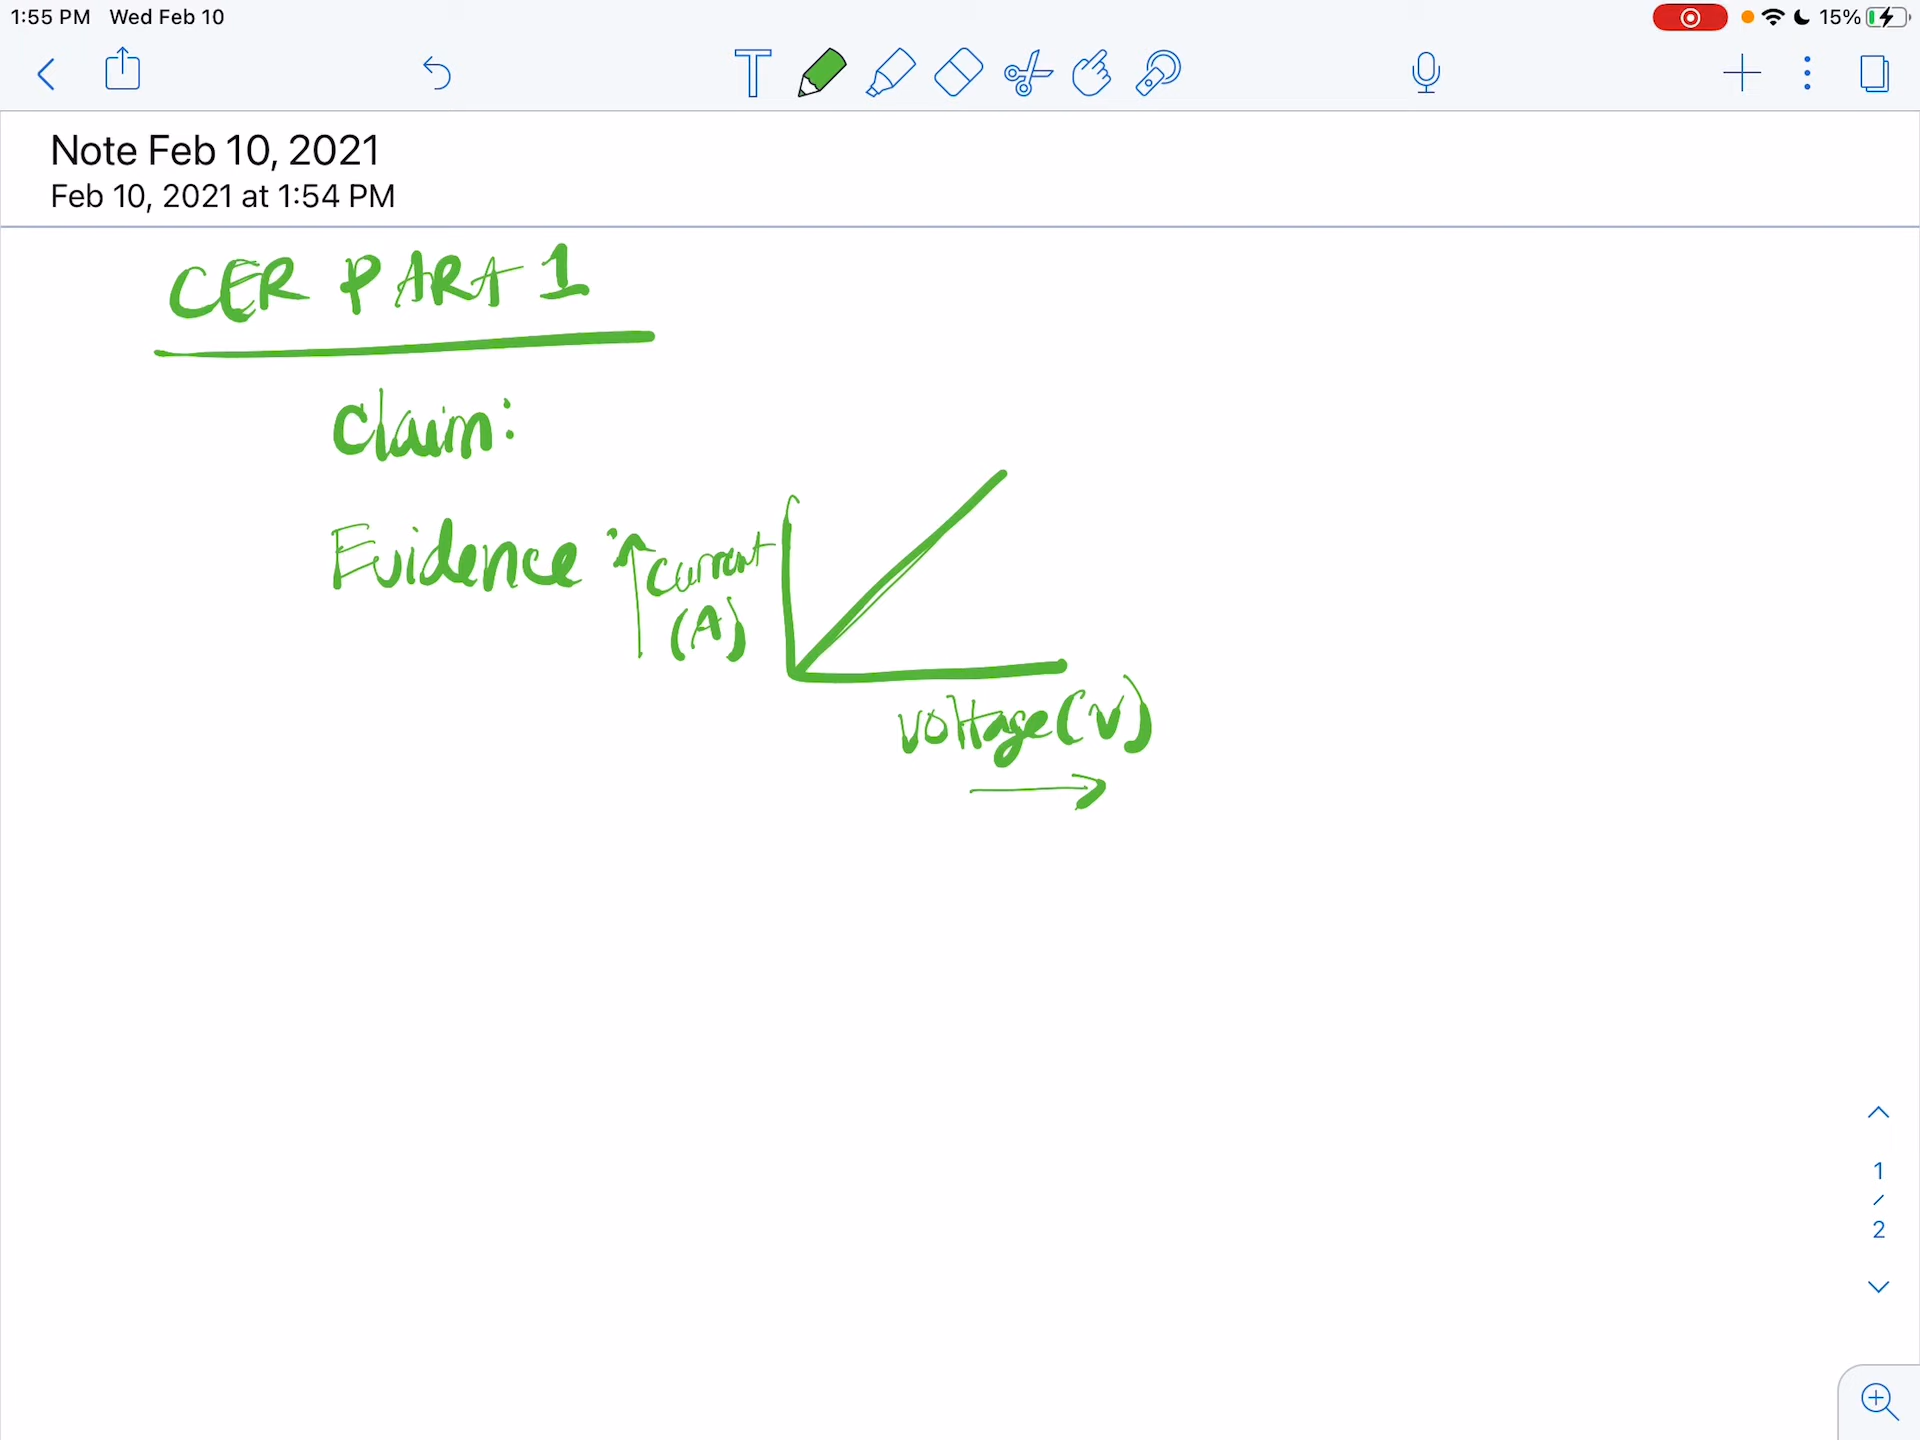 1:55 PM Wed Feb 10
15%
T
Note Feb 10, 2021
Feb 10, 2021 at 1:54 PM
CER PART 1
Claim:
Evidence:
Current
(A)
Voltage (V)
1
/
2